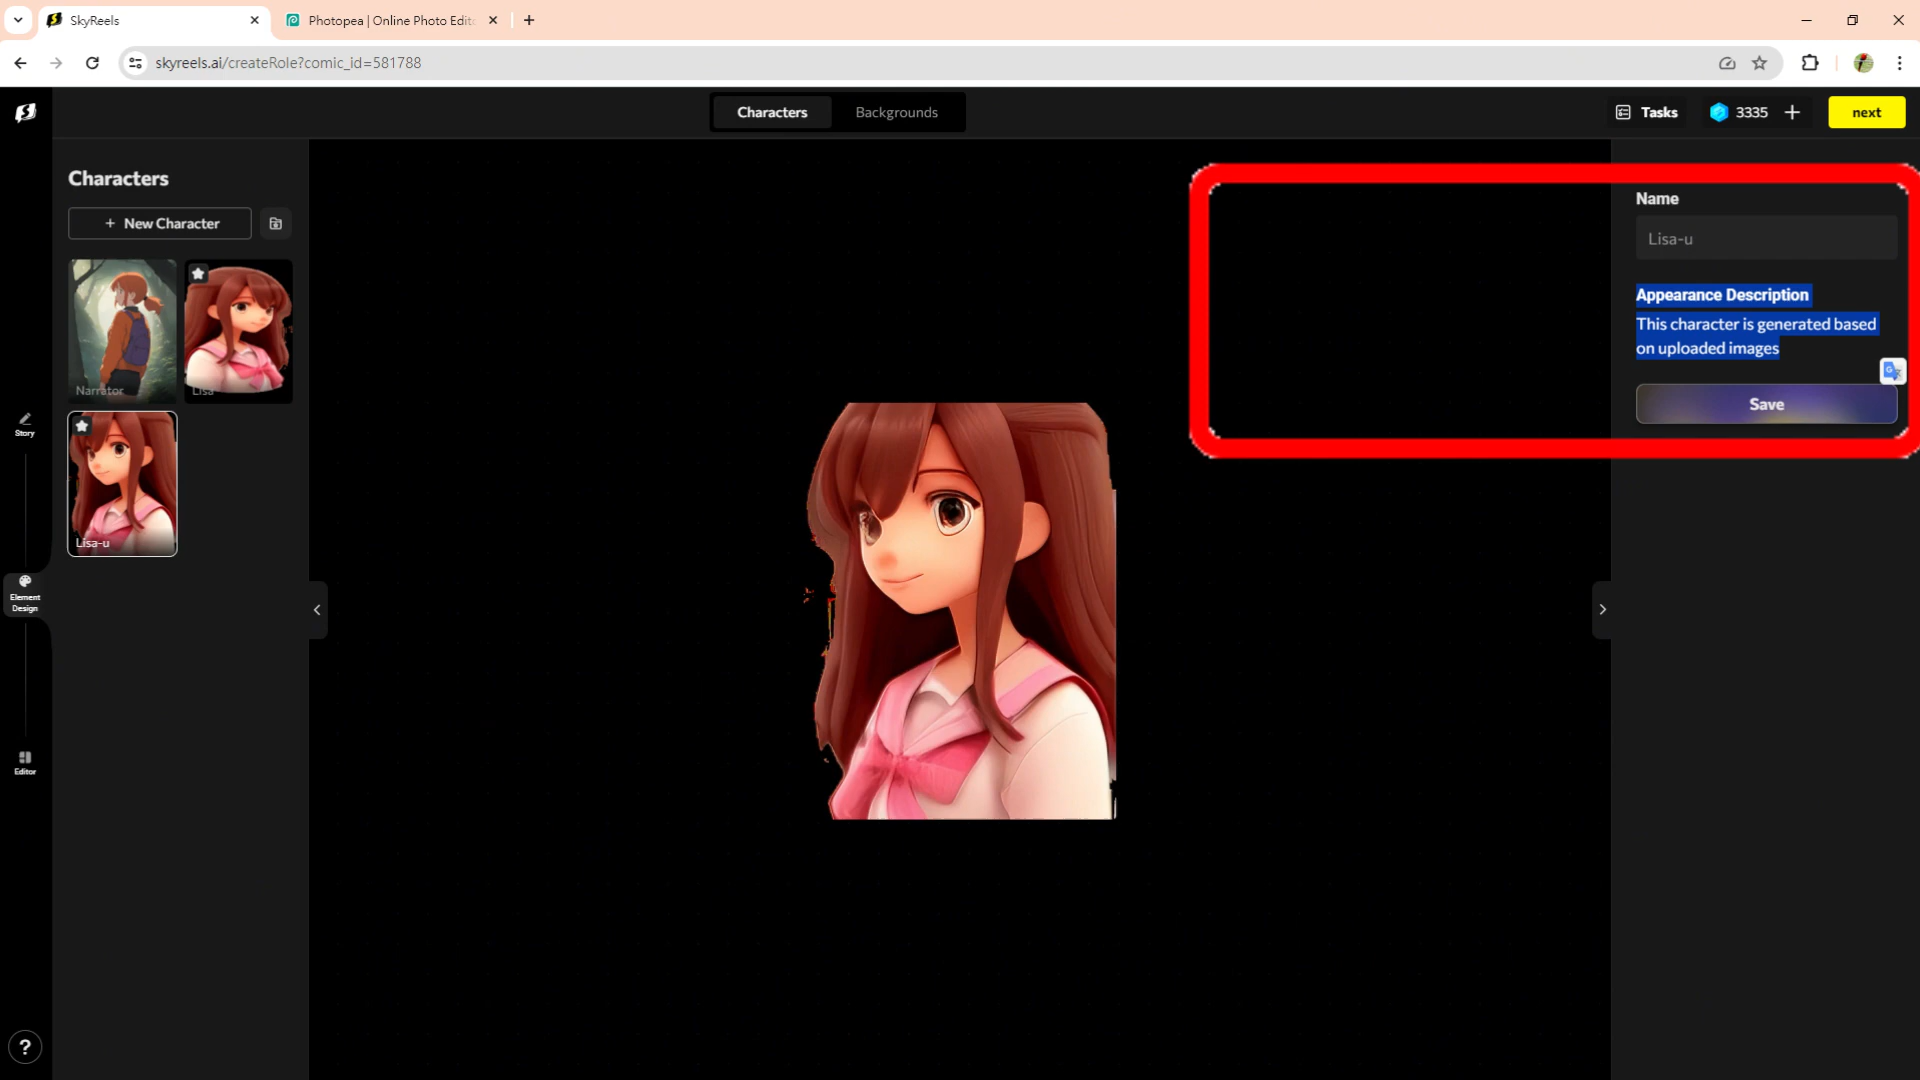 SkyReels
Photopea | Online Photo Edit
skyreels.ai/createRole?comic_id=581788
Characters
Backgrounds
Tasks
3335
next
Characters
+ New Character
Narrator
Lisa
Lisa-u
Story
Element
Design
Editor
?
Name
Lisa-u
Appearance Description
This character is generated based
on uploaded images
Save